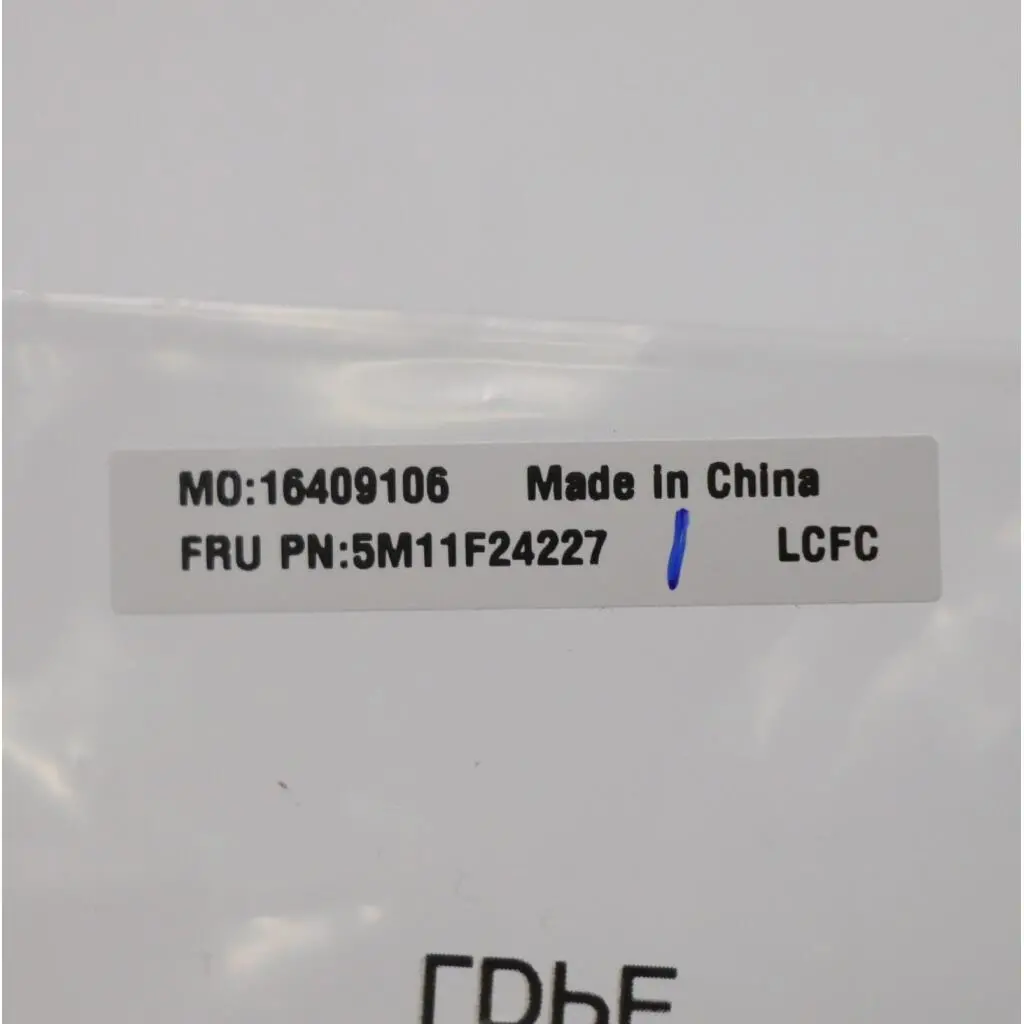 MO:16409106 Made in China
FRU PN:5M11F24227 LCFC